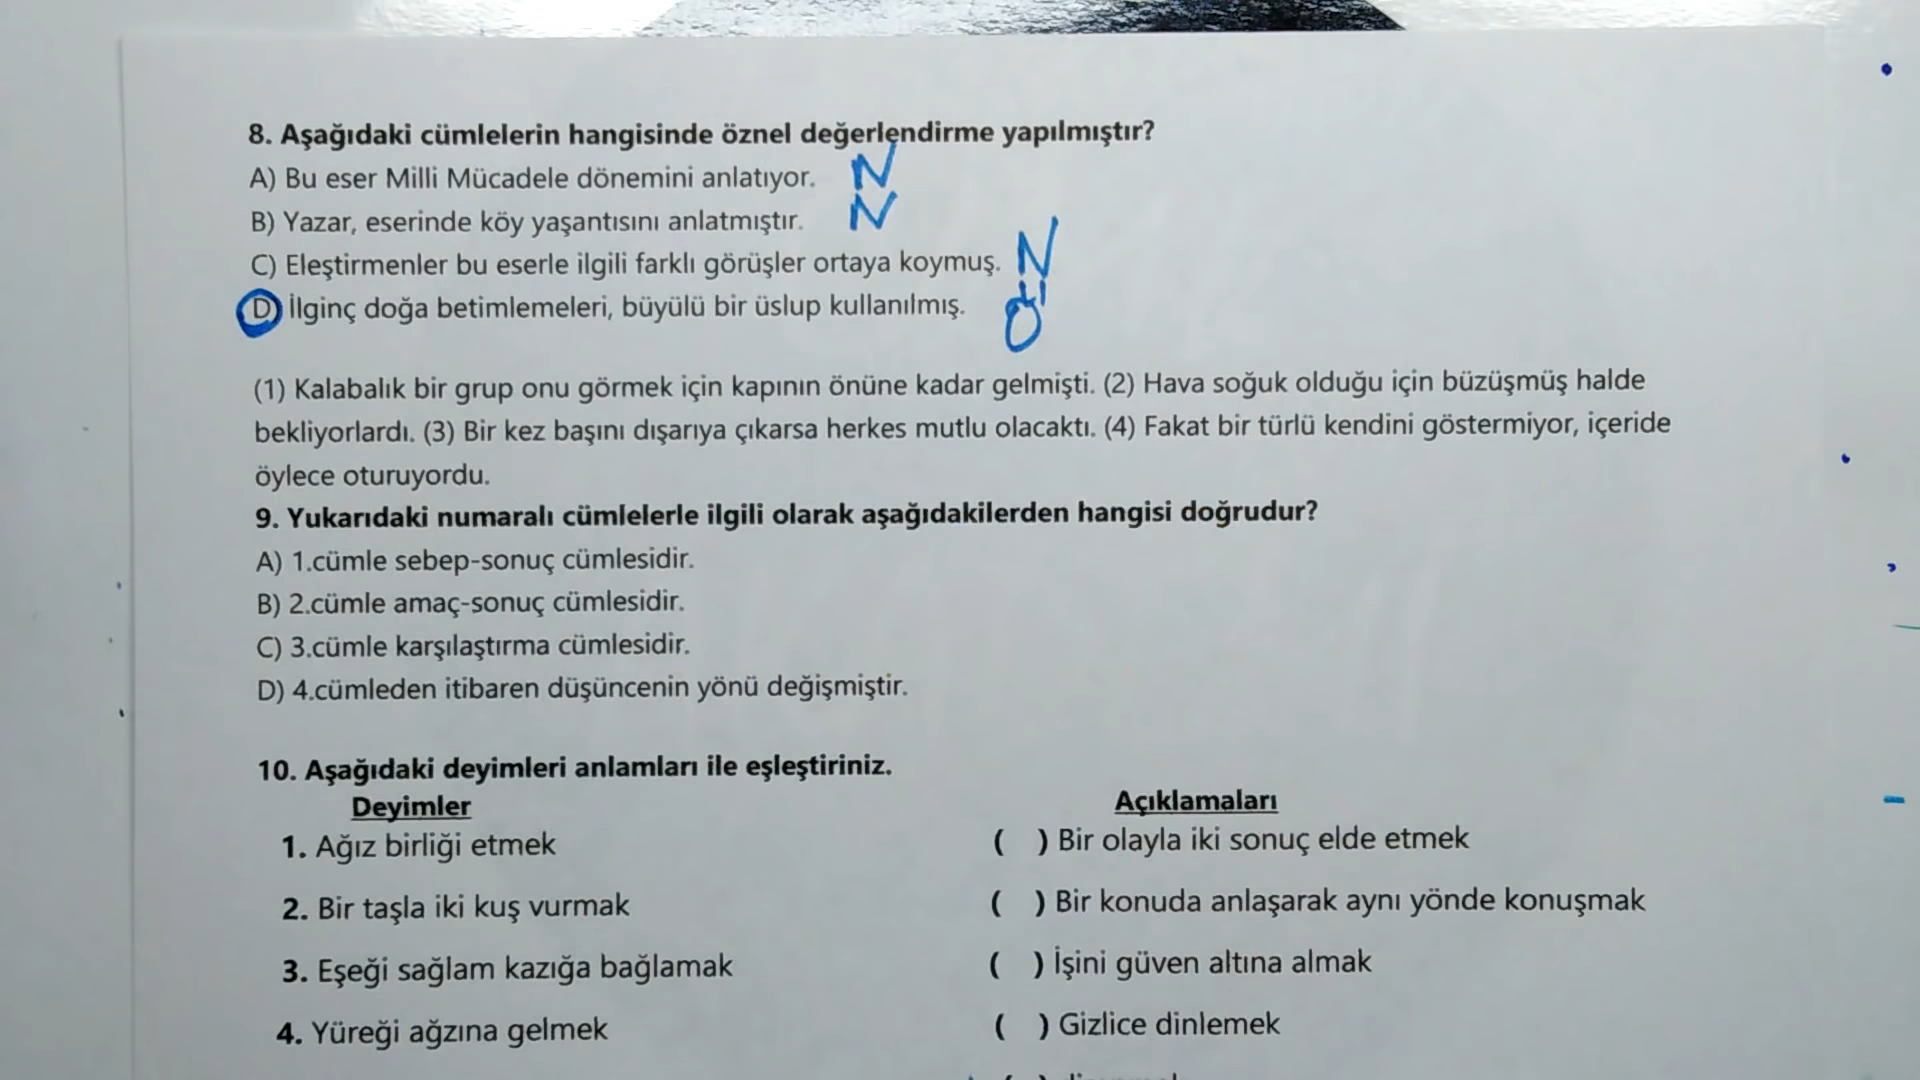 8. Aşağıdaki cümlelerin hangisinde öznel değerlendirme yapılmıştır?
A) Bu eser Milli Mücadele dönemini anlatıyor. N
B) Yazar, eserinde köy yaşantısını anlatmıştır. N
C) Eleştirmenler bu eserle ilgili farklı görüşler ortaya koymuş. N
D) İlginç doğa betimlemeleri, büyülü bir üslup kullanılmış. Ö
(1) Kalabalık bir grup onu görmek için kapının önüne kadar gelmişti. (2) Hava soğuk olduğu için büzüşmüş halde
bekliyorlardı. (3) Bir kez başını dışarıya çıkarsa herkes mutlu olacaktı. (4) Fakat bir türlü kendini göstermiyor, içeride
öylece oturuyordu.
9. Yukarıdaki numaralı cümlelerle ilgili olarak aşağıdakilerden hangisi doğrudur?
A) 1.cümle sebep-sonuç cümlesidir.
B) 2.cümle amaç-sonuç cümlesidir.
C) 3.cümle karşılaştırma cümlesidir.
D) 4.cümleden itibaren düşüncenin yönü değişmiştir.
10. Aşağıdaki deyimleri anlamları ile eşleştiriniz.
Deyimler Açıklamaları
1. Ağız birliği etmek ( ) Bir olayla iki sonuç elde etmek
2. Bir taşla iki kuş vurmak ( ) Bir konuda anlaşarak aynı yönde konuşmak
3. Eşeği sağlam kazığa bağlamak ( ) İşini güven altına almak
4. Yüreği ağzına gelmek ( ) Gizlice dinlemek